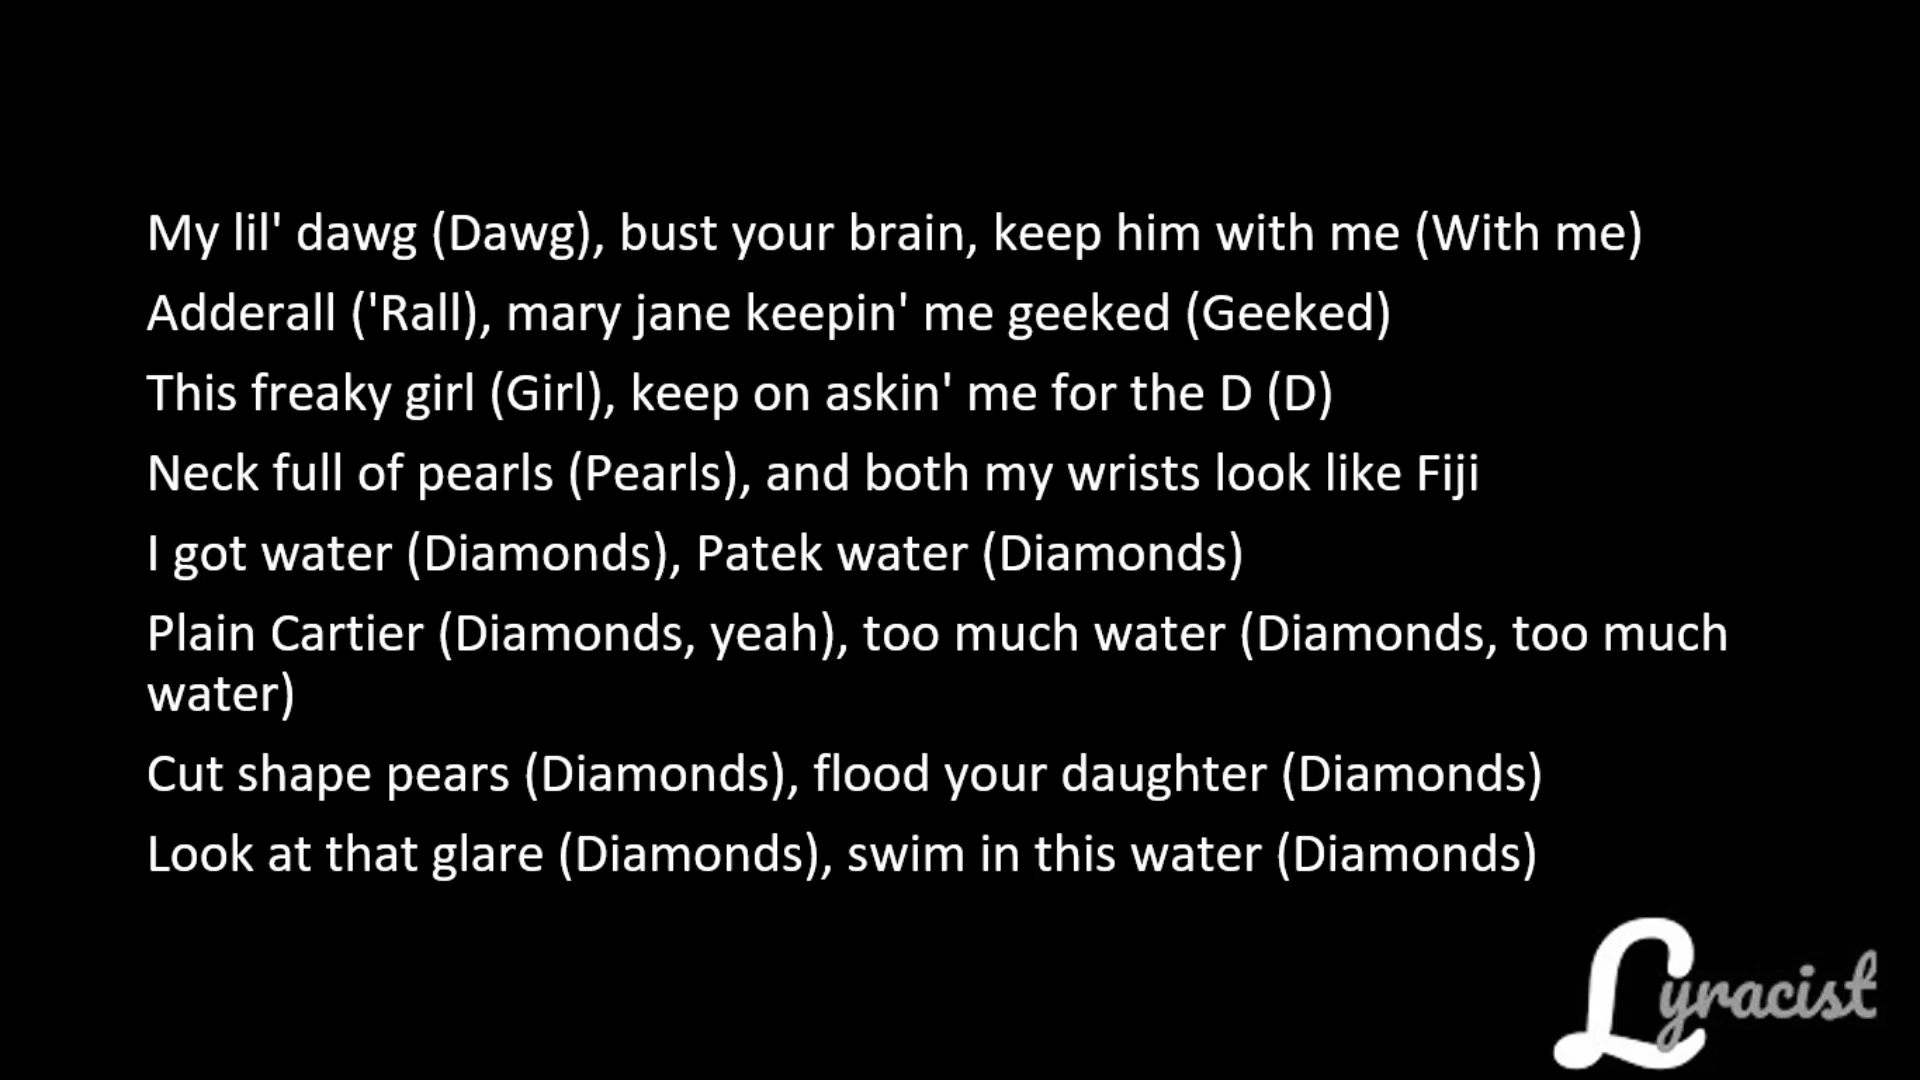 My lil' dawg (Dawg), bust your brain, keep him with me (With me)
Adderall ('Rall), mary jane keepin' me geeked (Geeked)
This freaky girl (Girl), keep on askin' me for the D (D)
Neck full of pearls (Pearls), and both my wrists look like Fiji
I got water (Diamonds), Patek water (Diamonds)
Plain Cartier (Diamonds, yeah), too much water (Diamonds, too much
water)
Cut shape pears (Diamonds), flood your daughter (Diamonds)
Look at that glare (Diamonds), swim in this water (Diamonds)
Lyracist